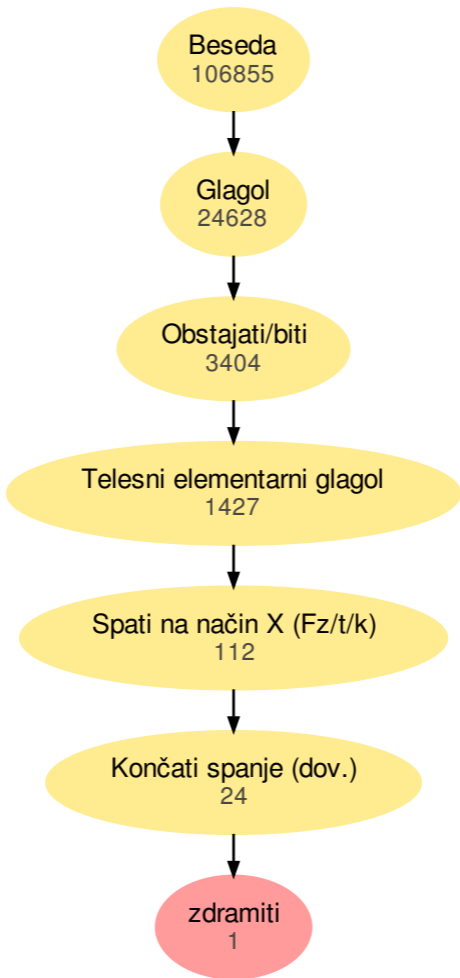 Beseda
106855
Glagol
24628
Obstajati/biti
3404
Telesni elementarni glagol
1427
Spati na način X (Fz/t/k)
112
Končati spanje (dov.)
24
zdramiti
1